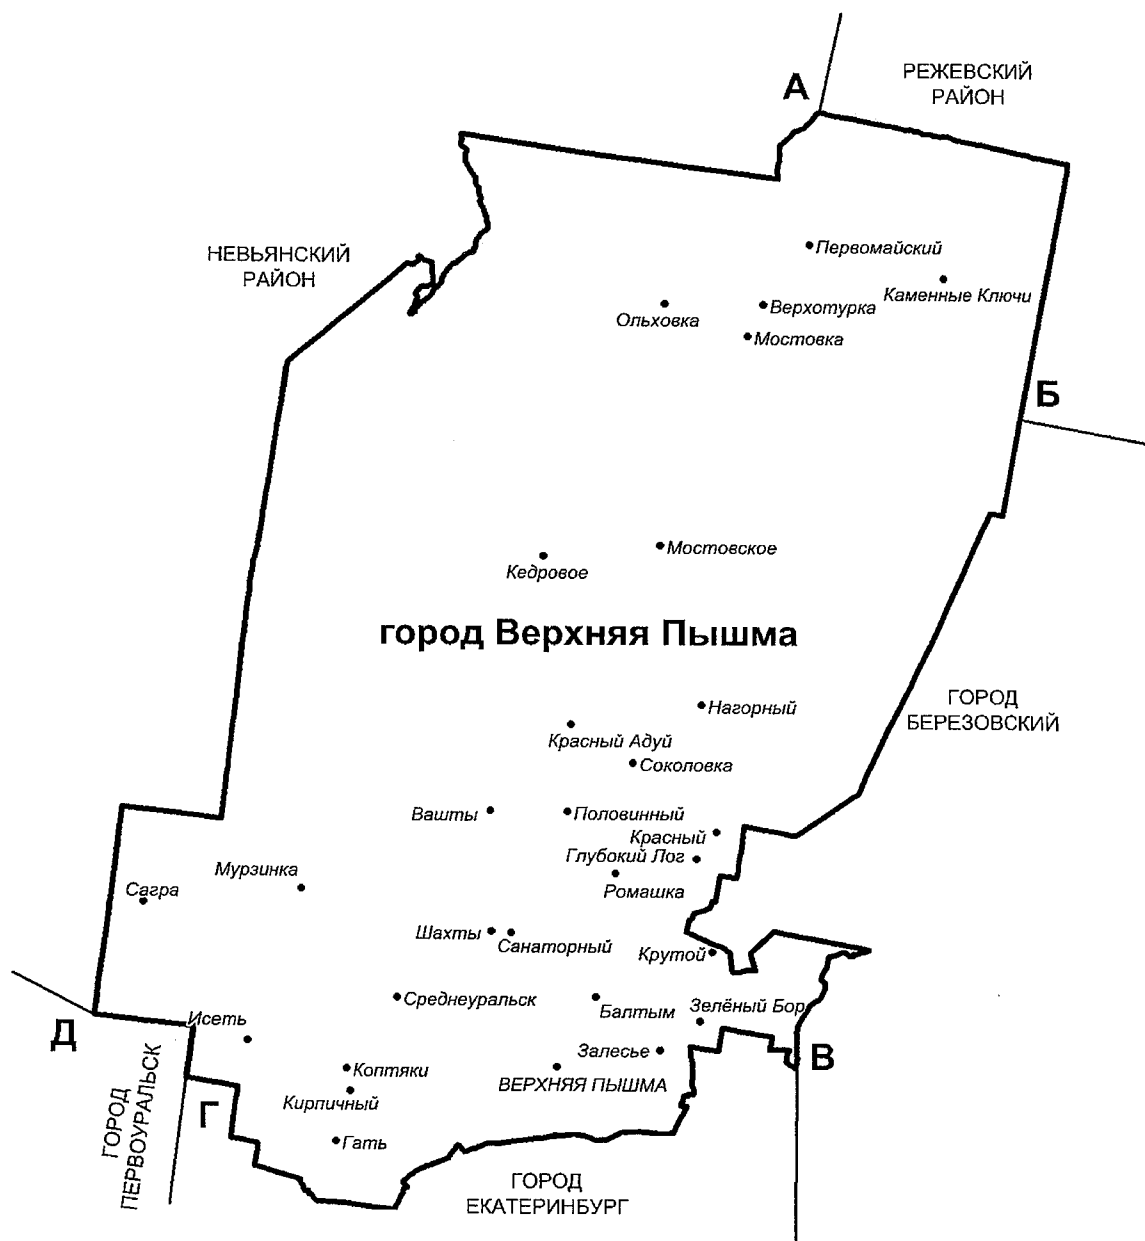 А
РЕЖЕВСКИЙ
РАЙОН
НЕВЬЯНСКИЙ
РАЙОН
Первомайский
Каменные Ключи
Ольховка
Верхотурка
Мостовка
Б
Мостовское
Кедровое
город Верхняя Пышма
ГОРОД
БЕРЕЗОВСКИЙ
Нагорный
Красный Адуй
Соколовка
Вашты
Половинный
Красный
Глубокий Лог
Ромашка
Мурзинка
Сагра
Шахты
Санаторный
Крутой
Среднеуральск
Балтым
Зелёный Бор
Исеть
Д
В
Залесье
ВЕРХНЯЯ ПЫШМА
Коптяки
Кирпичный
Г
Гать
ГОРОД
ПЕРВОУРАЛЬСК
ГОРОД
ЕКАТЕРИНБУРГ